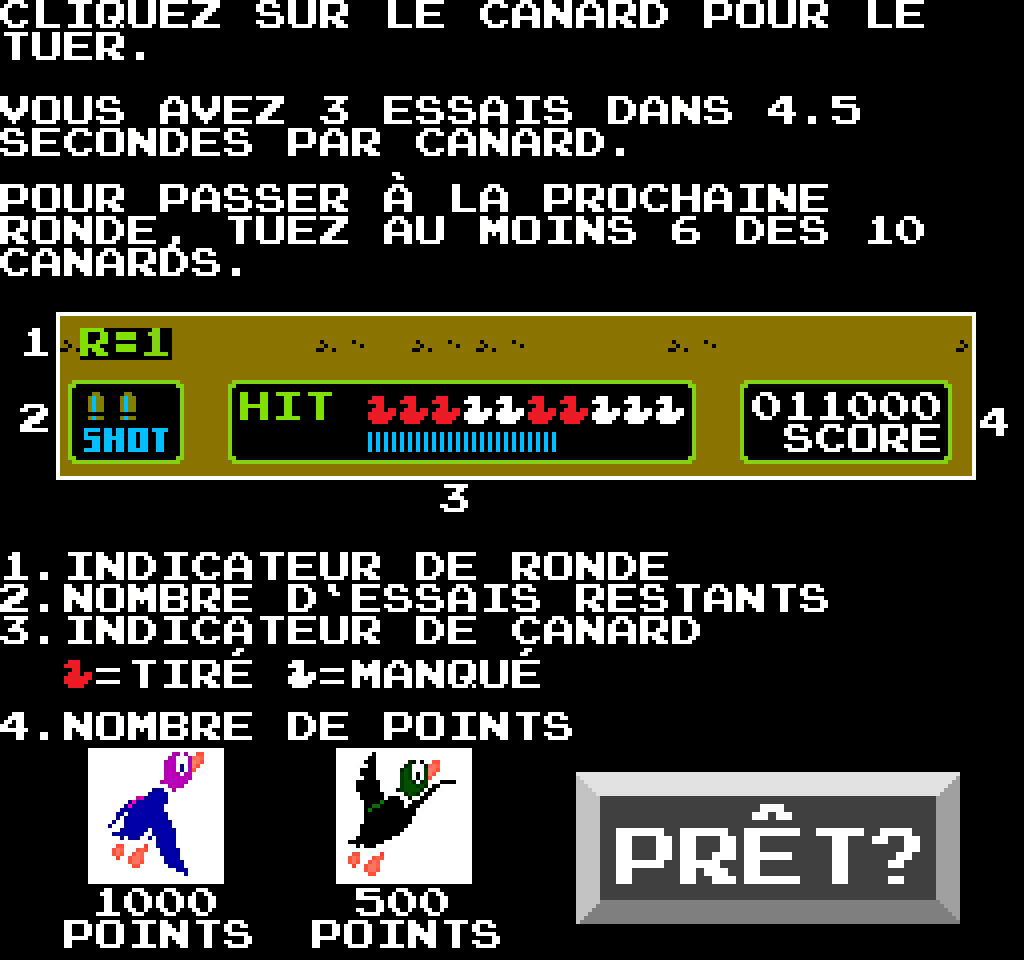 CLIQUEZ SUR LE CANARD POUR LE
TUER.
VOUS AVEZ 3 ESSAIS DANS 4.5
SECONDES PAR CANARD.
POUR PASSER À LA PROCHAINE
RONDE, TUEZ AU MOINS 6 DES 10
CANARDS.
1 R=1
2 SHOT HIT 011000 SCORE 4
3
1.INDICATEUR DE RONDE
2.NOMBRE D`ESSAIS RESTANTS
3.INDICATEUR DE CANARD
=TIRÉ =MANQUÉ
4.NOMBRE DE POINTS
1000 POINTS
500 POINTS
PRÊT?